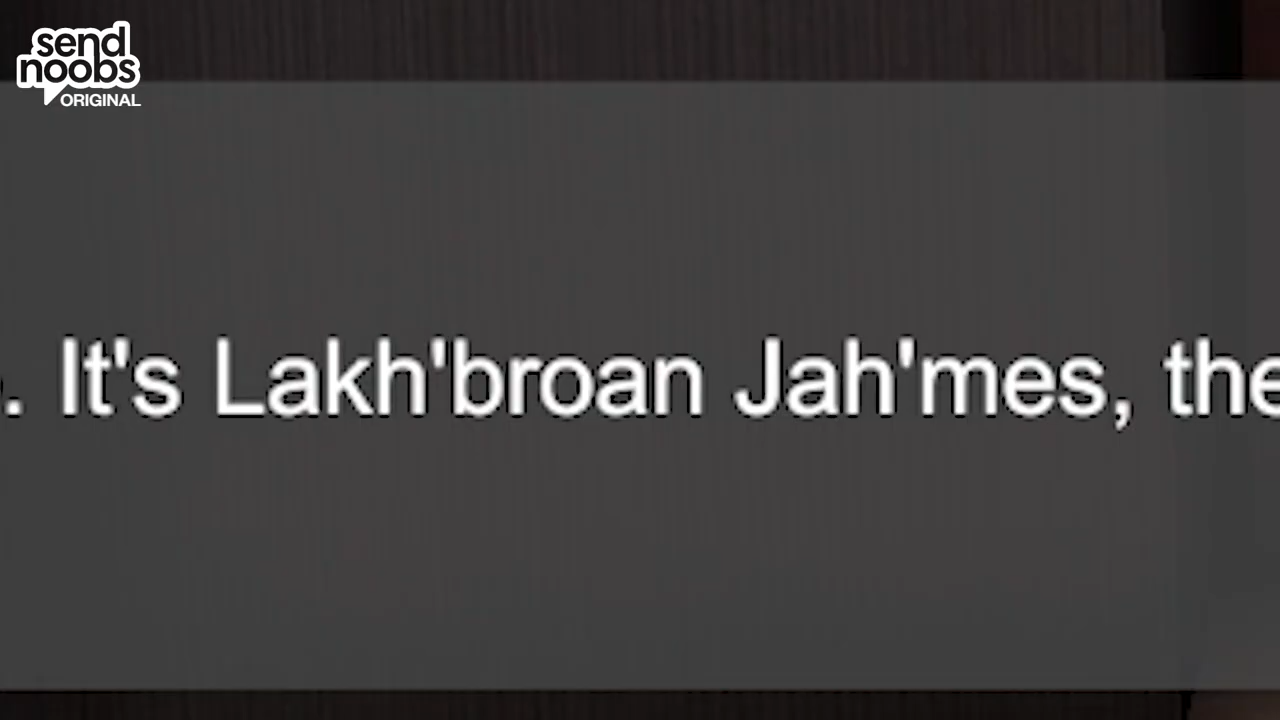 send
noobs
ORIGINAL
. It's Lakh'broan Jah'mes, the